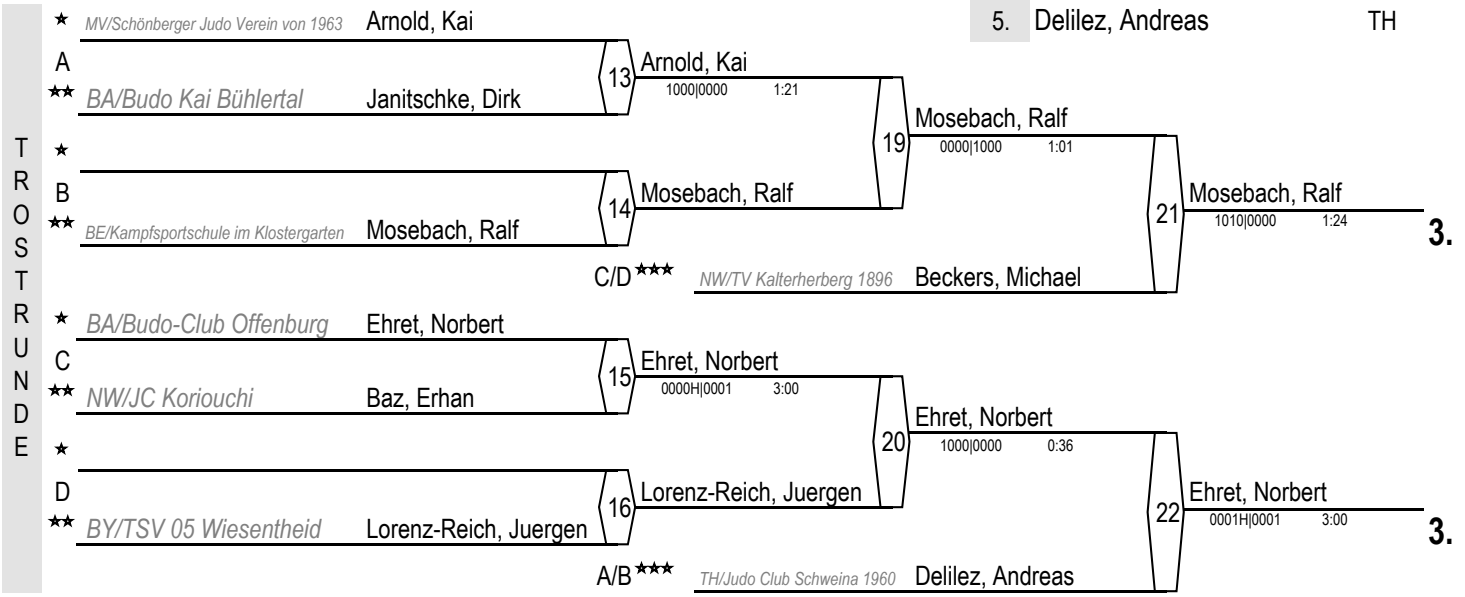 TROSTRUNDE
5. Delilez, Andreas TH
★ MV/Schönberger Judo Verein von 1963 Arnold, Kai
A
★★ BA/Budo Kai Bühlertal Janitschke, Dirk
13 Arnold, Kai
1000|0000 1:21
★
B
★★ BE/Kampfsportschule im Klostergarten Mosebach, Ralf
14 Mosebach, Ralf
19 Mosebach, Ralf
0000|1000 1:01
C/D ★★★ NW/TV Kalterherberg 1896 Beckers, Michael
21 Mosebach, Ralf
1010|0000 1:24
3.
★ BA/Budo-Club Offenburg Ehret, Norbert
C
★★ NW/JC Koriouchi Baz, Erhan
15 Ehret, Norbert
0000H|0001 3:00
★
D
★★ BY/TSV 05 Wiesentheid Lorenz-Reich, Juergen
16 Lorenz-Reich, Juergen
20 Ehret, Norbert
1000|0000 0:36
A/B ★★★ TH/Judo Club Schweina 1960 Delilez, Andreas
22 Ehret, Norbert
0001H|0001 3:00
3.